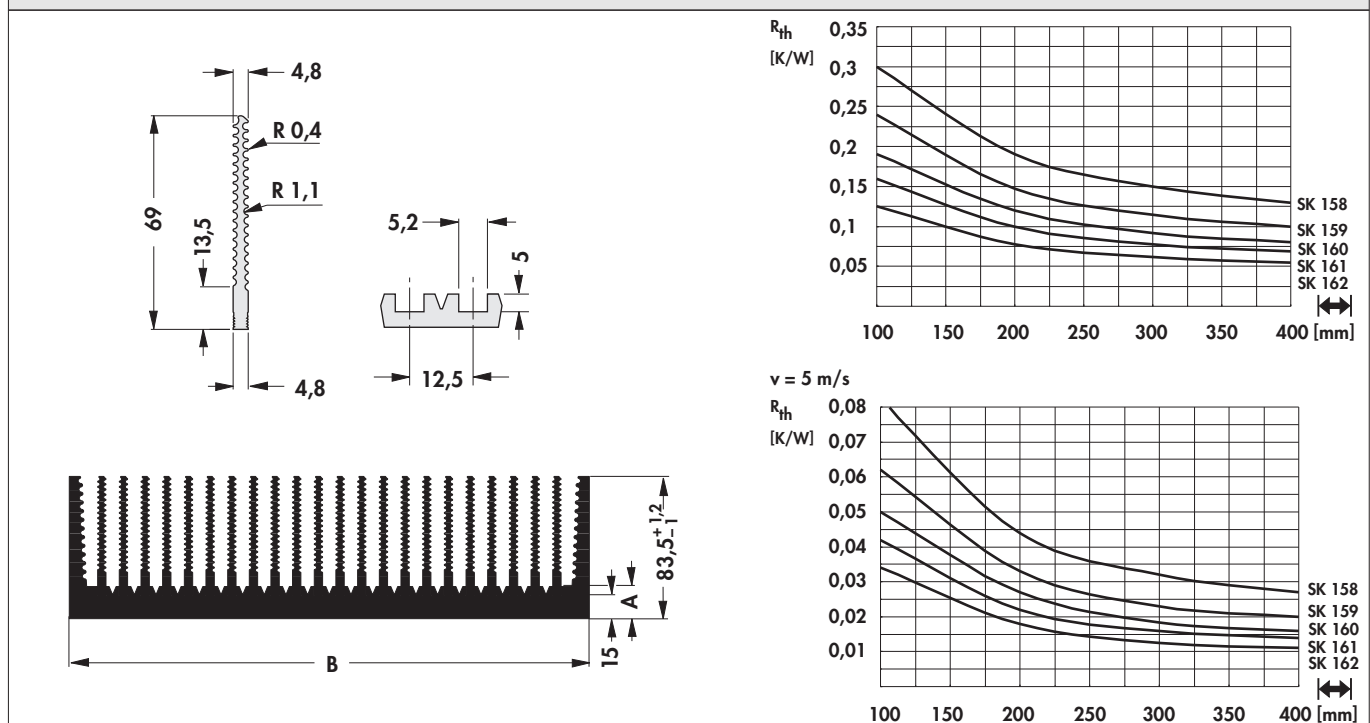 4,8
R 0,4
R 1,1
69
13,5
4,8
5,2
5
12,5
83,5 + 1,2 − 1
A
15
B
Rth
[K/W]
0,35
0,3
0,25
0,2
0,15
0,1
0,05
SK 158
SK 159
SK 160
SK 161
SK 162
100 150 200 250 300 350 400 [mm]
v = 5 m/s
Rth
[K/W]
0,08
0,07
0,06
0,05
0,04
0,03
0,02
0,01
SK 158
SK 159
SK 160
SK 161
SK 162
100 150 200 250 300 350 400 [mm]